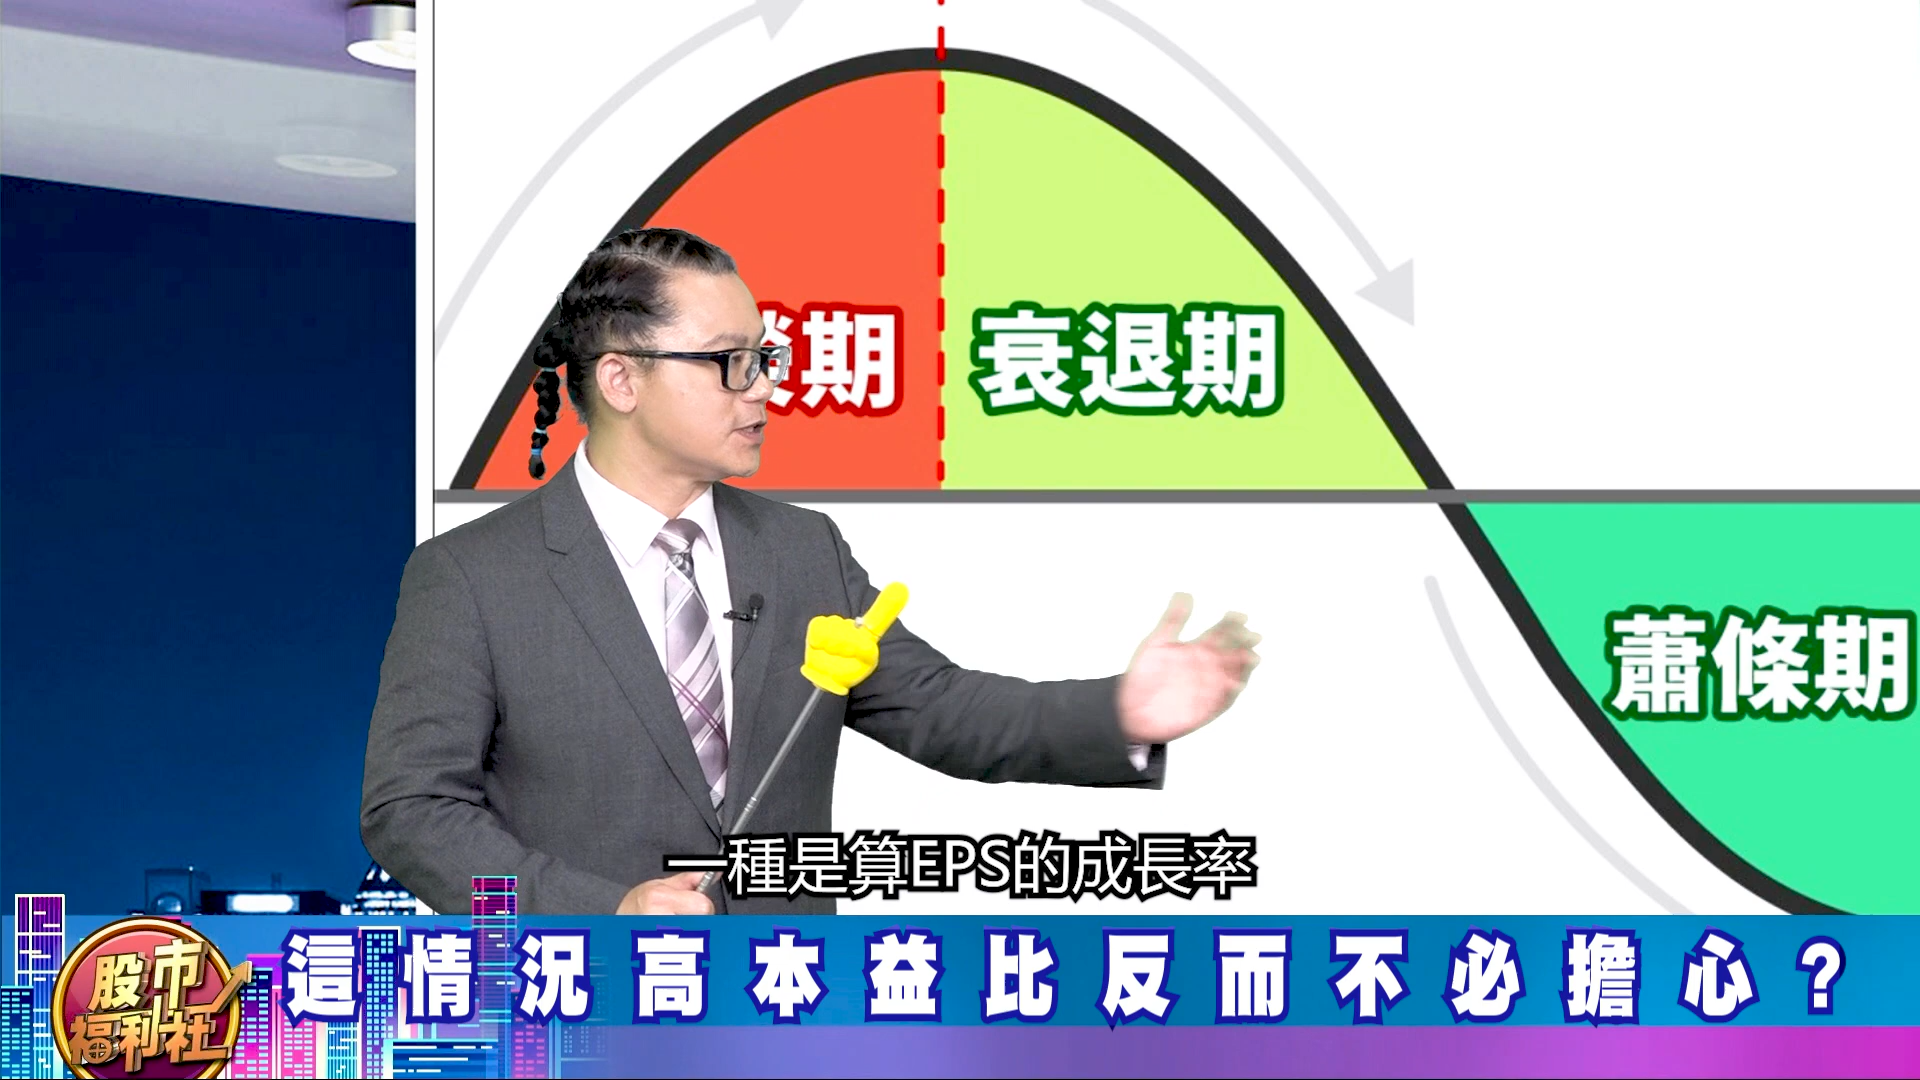 期
衰退期
蕭條期
一種是算EPS的成長率
股市
福利社
這情況高本益比反而不必擔心？